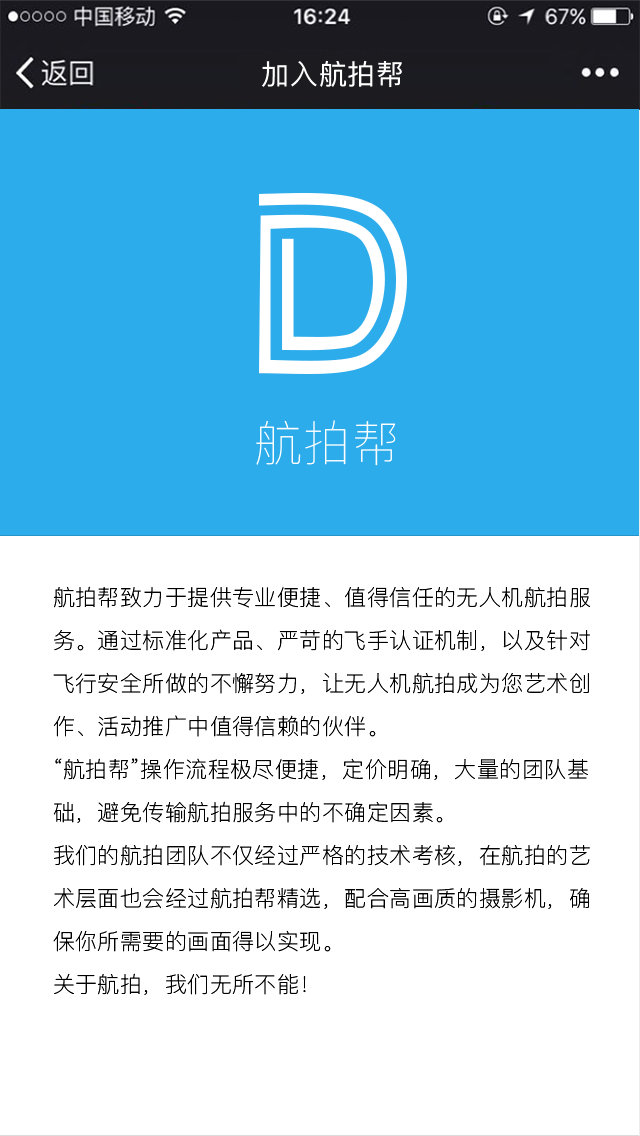 中国移动 16:24 67%
返回 加入航拍帮
D
航拍帮
航拍帮致力于提供专业便捷、值得信任的无人机航拍服
务。通过标准化产品、严苛的飞手认证机制，以及针对
飞行安全所做的不懈努力，让无人机航拍成为您艺术创
作、活动推广中值得信赖的伙伴。
“航拍帮”操作流程极尽便捷，定价明确，大量的团队基
础，避免传输航拍服务中的不确定因素。
我们的航拍团队不仅经过严格的技术考核，在航拍的艺
术层面也会经过航拍帮精选，配合高画质的摄影机，确
保你所需要的画面得以实现。
关于航拍，我们无所不能！